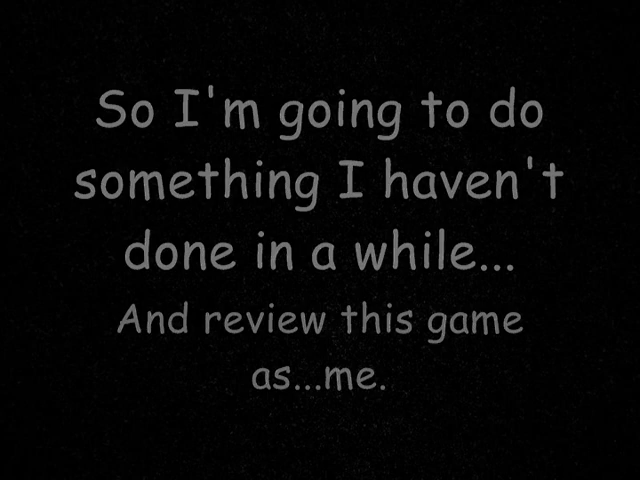 So I'm going to do
something I haven't
done in a while...
And review this game
as...me.